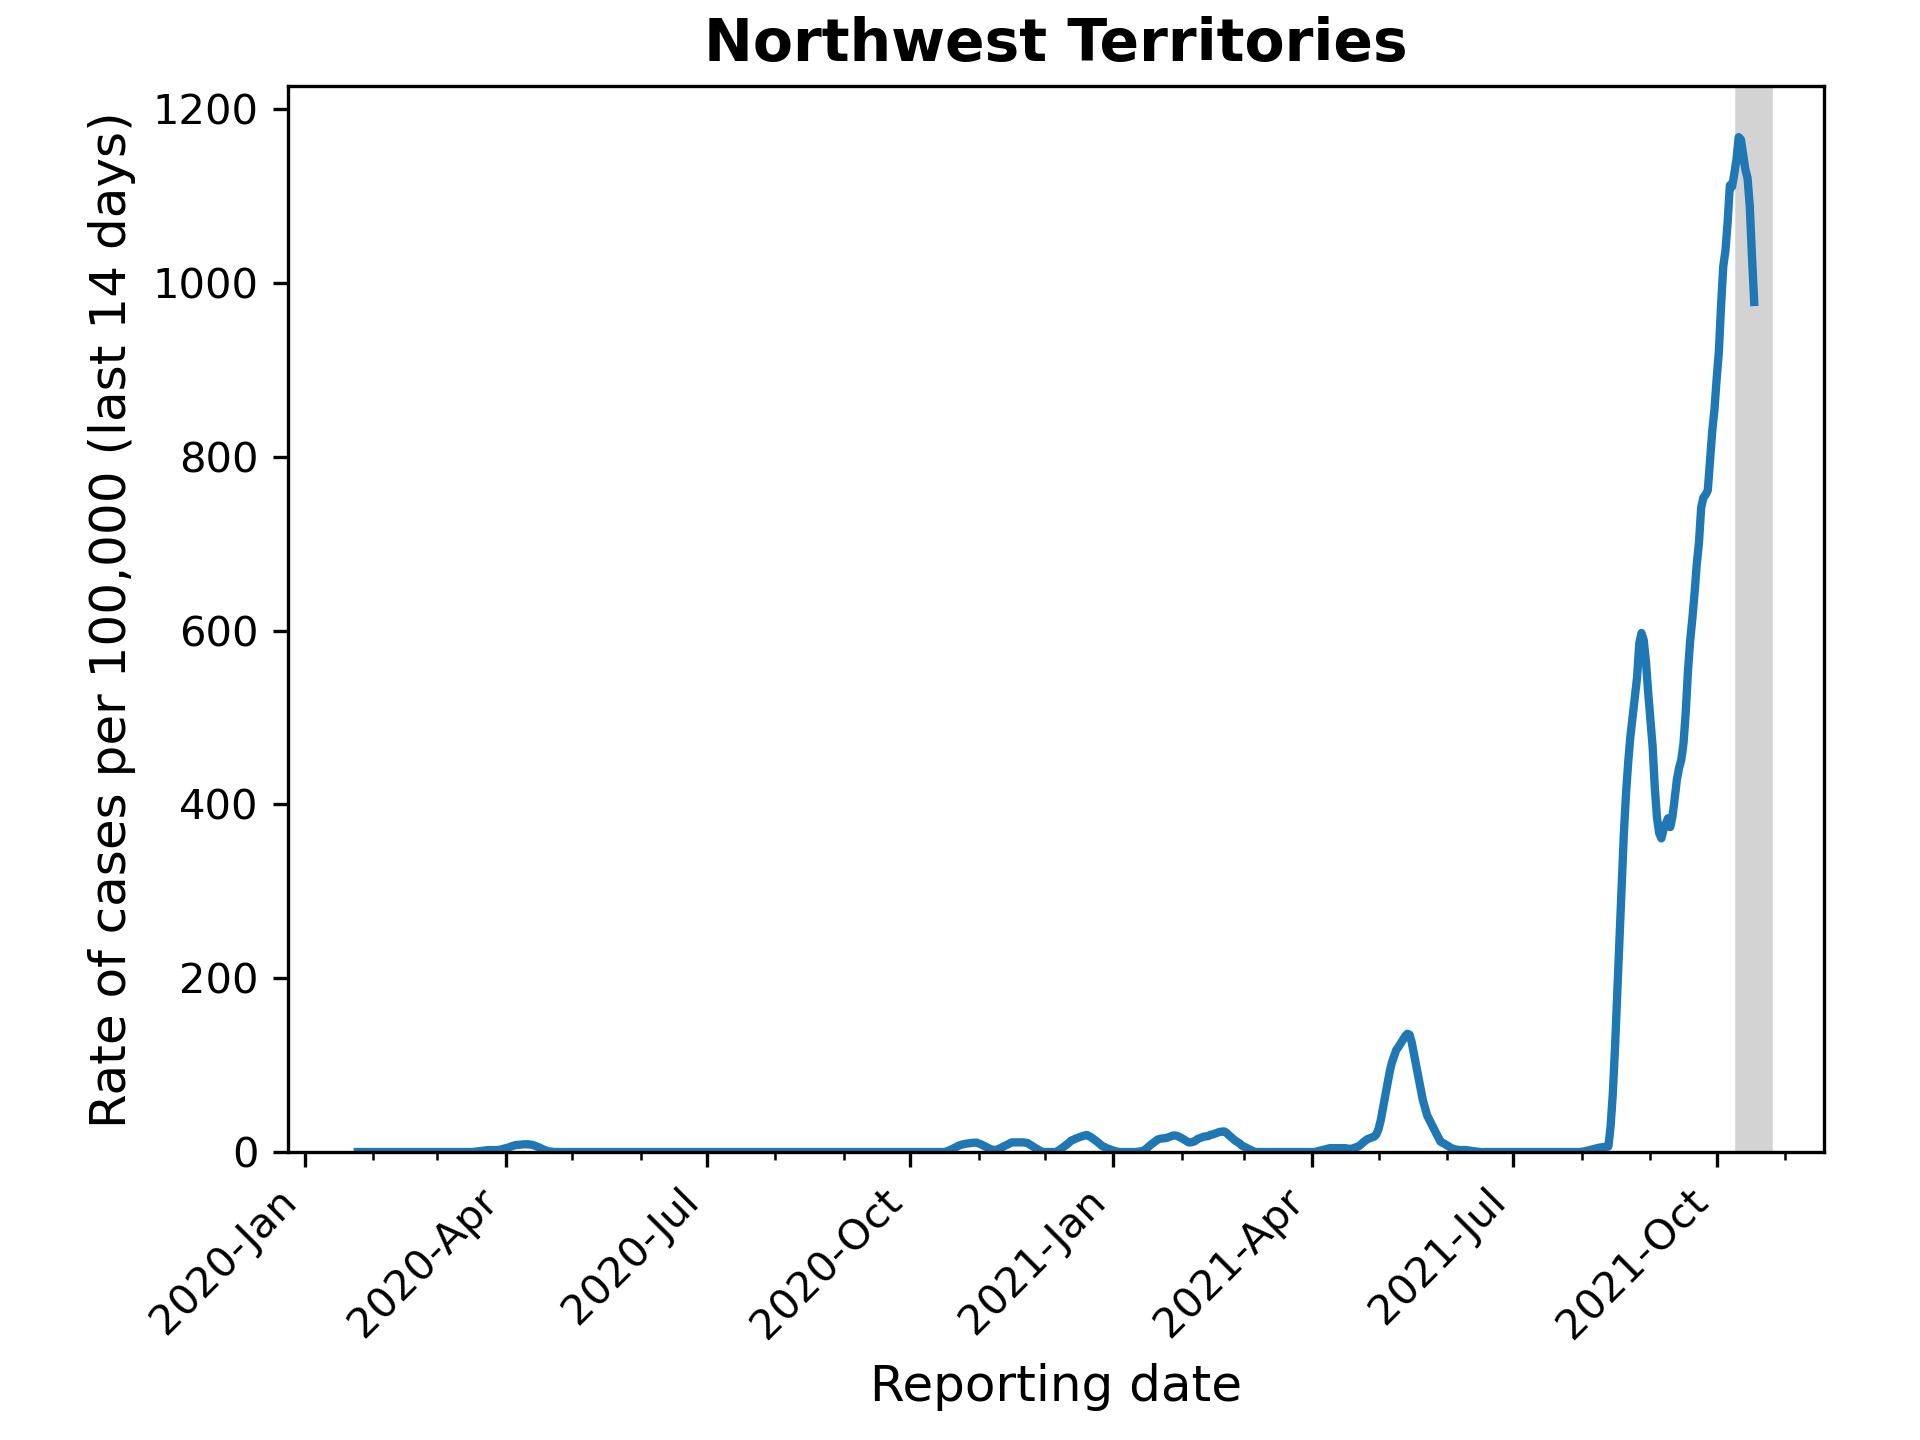 Northwest Territories
Rate of cases per 100,000 (last 14 days)
1200
1000
800
600
400
200
0
2020-Jan
2020-Apr
2020-Jul
2020-Oct
2021-Jan
2021-Apr
2021-Jul
2021-Oct
Reporting date